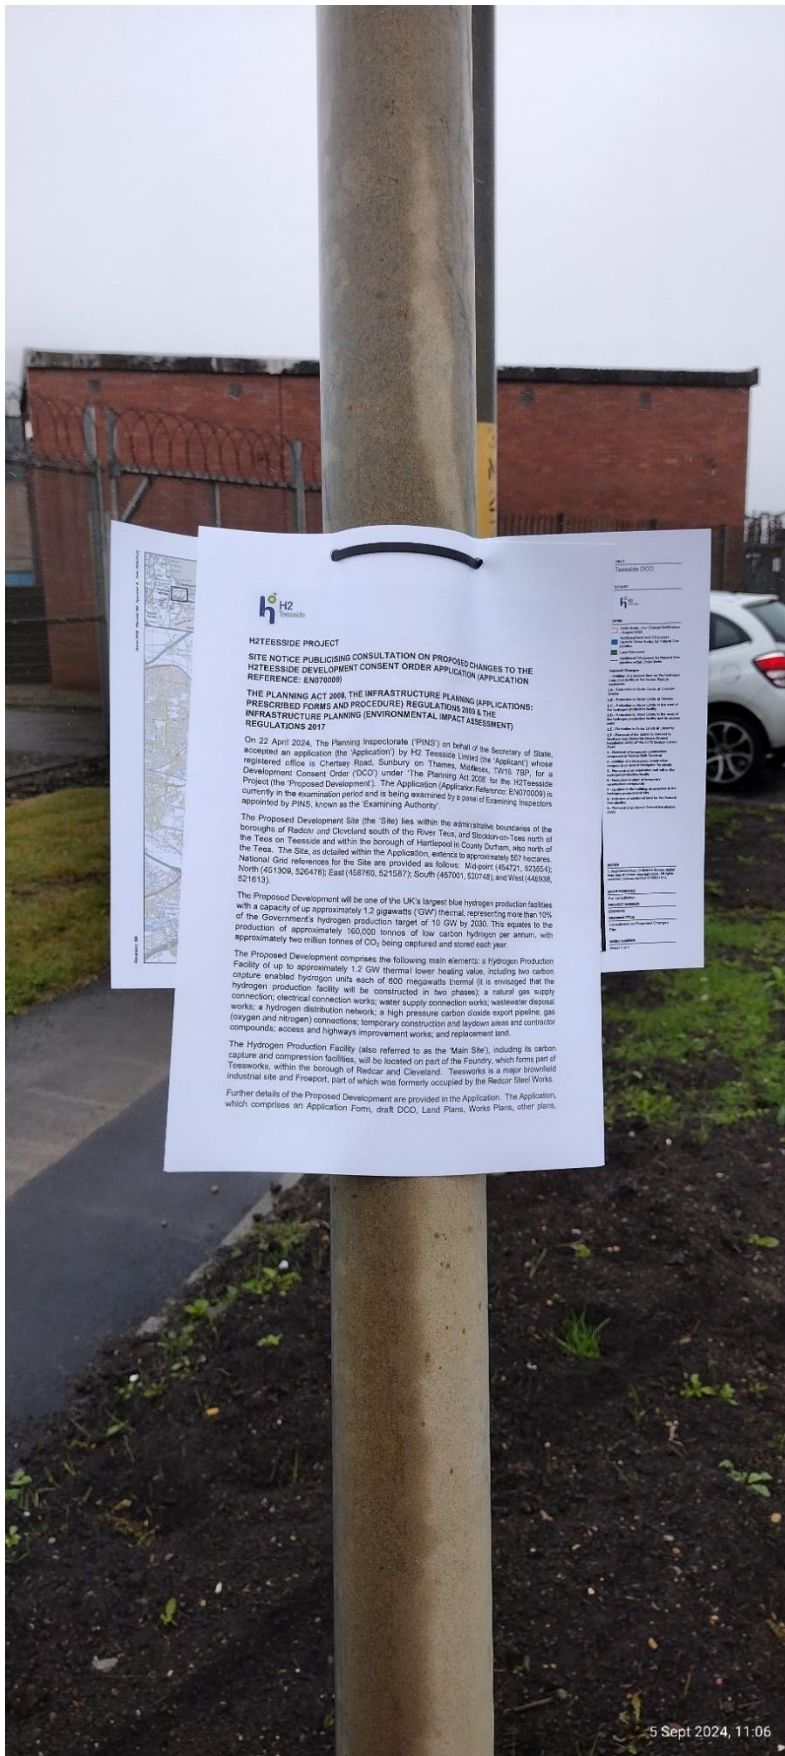 H2
Teesside
H2TEESSIDE PROJECT
SITE NOTICE PUBLICISING CONSULTATION ON PROPOSED CHANGES TO THE
H2TEESSIDE DEVELOPMENT CONSENT ORDER APPLICATION (APPLICATION
REFERENCE: EN070009)
THE PLANNING ACT 2008, THE INFRASTRUCTURE PLANNING (APPLICATIONS:
PRESCRIBED FORMS AND PROCEDURE) REGULATIONS 2009 & THE
INFRASTRUCTURE PLANNING (ENVIRONMENTAL IMPACT ASSESSMENT)
REGULATIONS 2017
On 22 April 2024, The Planning Inspectorate ('PINS') on behalf of the Secretary of State,
accepted an application (the 'Application') by H2 Teesside Limited (the 'Applicant') whose
registered office is Chertsey Road, Sunbury on Thames, Middlesex, TW16 7BP, for a
Development Consent Order ('DCO') under 'The Planning Act 2008' for the H2Teesside
Project (the 'Proposed Development'). The Application (Application Reference: EN070009) is
currently in the examination period and is being examined by a panel of Examining Inspectors
appointed by PINS, known as the 'Examining Authority'.
The Proposed Development Site (the 'Site') lies within the administrative boundaries of the
boroughs of Redcar and Cleveland south of the River Tees, and Stockton-on-Tees north of
the Tees on Teesside and within the borough of Hartlepool in County Durham, also north of
the Tees. The Site, as detailed within the Application, extends to approximately 507 hectares.
National Grid references for the Site are provided as follows: Mid-point (454721, 523554);
North (451309, 526476); East (458760, 521587); South (457001, 520748); and West (448938,
521613).
The Proposed Development will be one of the UK's largest blue hydrogen production facilities
with a capacity of up approximately 1.2 gigawatts ('GW') thermal, representing more than 10%
of the Government's hydrogen production target of 10 GW by 2030. This equates to the
production of approximately 160,000 tonnes of low carbon hydrogen per annum, with
approximately two million tonnes of CO₂ being captured and stored each year.
The Proposed Development comprises the following main elements: a Hydrogen Production
Facility of up to approximately 1.2 GW thermal lower heating value, including two carbon
capture enabled hydrogen units each of 600 megawatts thermal (it is envisaged that the
hydrogen production facility will be constructed in two phases); a natural gas supply
connection; electrical connection works; water supply connection works; wastewater disposal
works; a hydrogen distribution network; a high pressure carbon dioxide export pipeline; gas
(oxygen and nitrogen) connections; temporary construction and laydown areas and contractor
compounds; access and highways improvement works; and replacement land.
The Hydrogen Production Facility (also referred to as the 'Main Site'), including its carbon
capture and compression facilities, will be located on part of the Foundry, which forms part of
Teesworks, within the borough of Redcar and Cleveland. Teesworks is a major brownfield
industrial site and Freeport, part of which was formerly occupied by the Redcar Steel Works.
Further details of the Proposed Development are provided in the Application. The Application,
which comprises an Application Form, draft DCO, Land Plans, Works Plans, other plans,
Teesside DCO
5 Sept 2024, 11:06